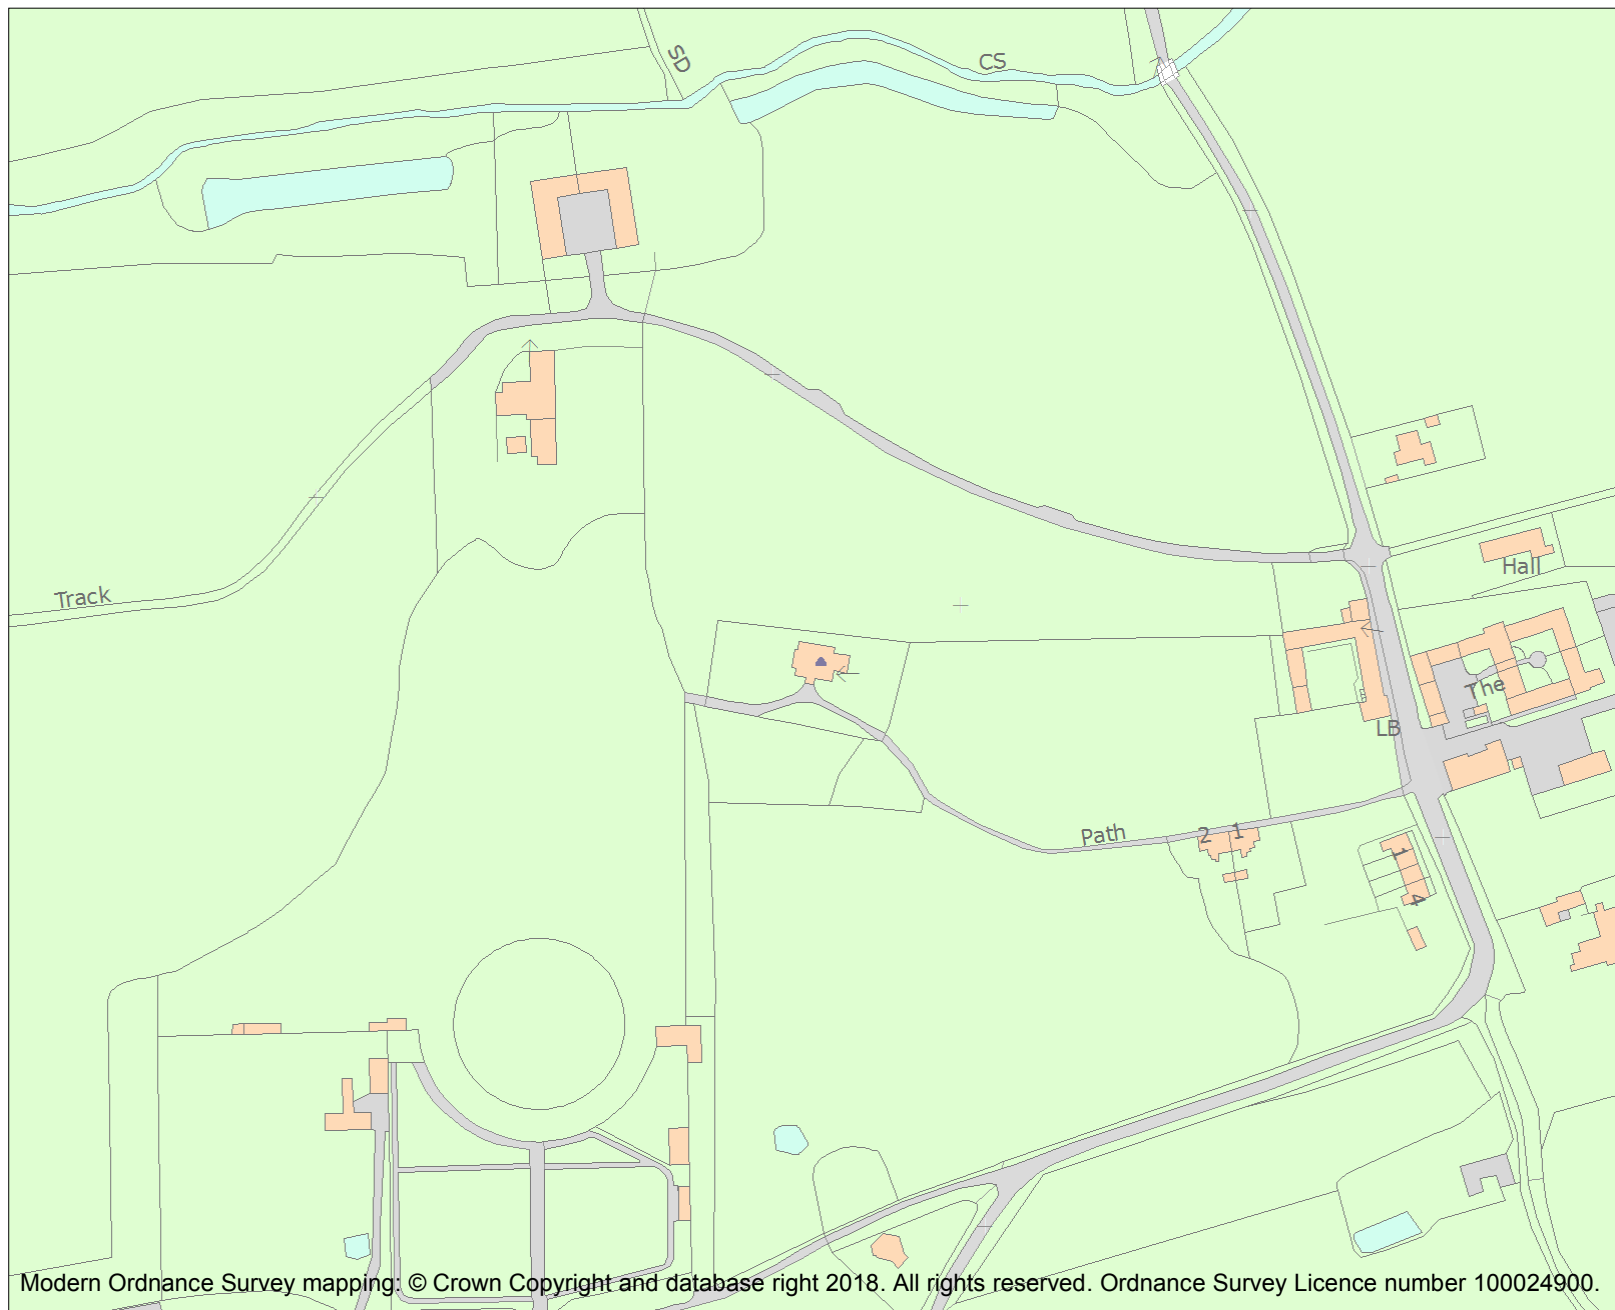 SD
CS
Track
Hall
The
LB
Path
2 1
1
4
Modern Ordnance Survey mapping: © Crown Copyright and database right 2018. All rights reserved. Ordnance Survey Licence number 100024900.